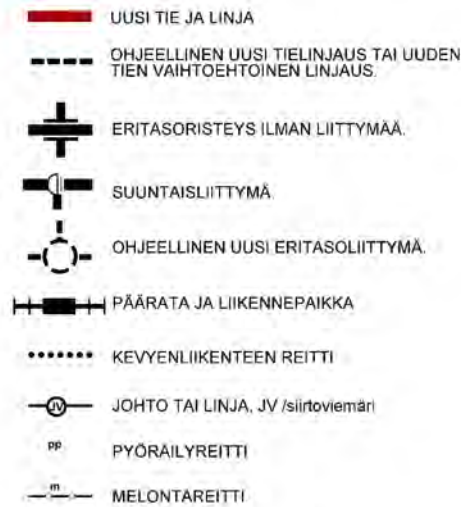 UUSI TIE JA LINJA
OHJEELLINEN UUSI TIELINJAUS TAI UUDEN
TIEN VAIHTOEHTOINEN LINJAUS.
ERITASORISTEYS ILMAN LIITTYMÄÄ.
SUUNTAISLIITTYMÄ
OHJEELLINEN UUSI ERITASOLIITTYMÄ.
PÄÄRATA JA LIIKENNEPAIKKA
KEVYENLIIKENTEEN REITTI
JV JOHTO TAI LINJA, JV /siirtoviemäri
PP PYÖRÄILYREITTI
m MELONTAREITTI